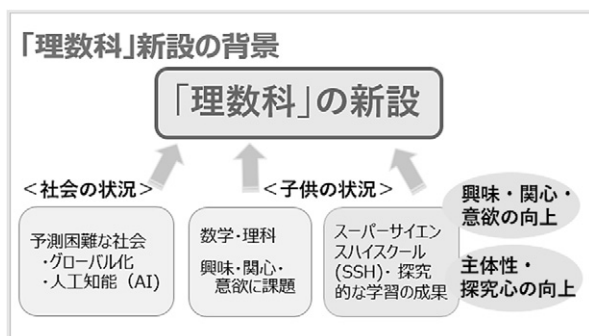 「理数科」新設の背景
「理数科」の新設
<社会の状況>
<子供の状況>
予測困難な社会
・グローバル化
・人工知能（AI)
数学・理科
興味・関心・
意欲に課題
スーパーサイエン
スハイスクール
(SSH)・探究
的な学習の成果
興味・関心・
意欲の向上
主体性・
探究心の向上